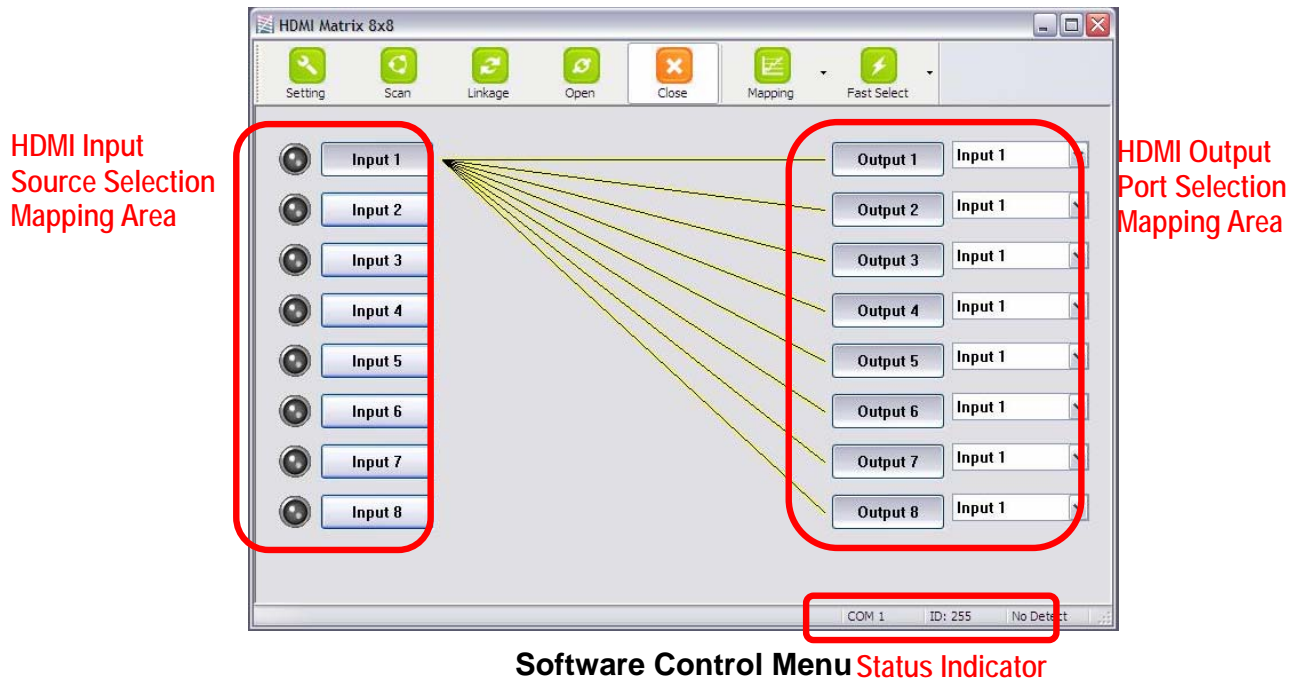 HDMI Matrix 8x8
Setting Scan Linkage Open Close Mapping Fast Select
HDMI Input
Source Selection
Mapping Area
HDMI Output
Port Selection
Mapping Area
Input 1 Output 1 Input 1
Input 2 Output 2 Input 1
Input 3 Output 3 Input 1
Input 4 Output 4 Input 1
Input 5 Output 5 Input 1
Input 6 Output 6 Input 1
Input 7 Output 7 Input 1
Input 8 Output 8 Input 1
COM 1 ID: 255 No Detect
Software Control Menu Status Indicator